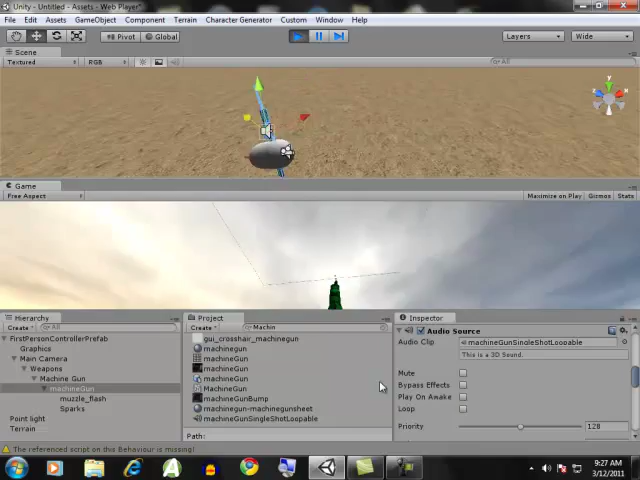 Unity - Untitled - Assets - Web Player*
File Edit Assets GameObject Component Terrain Character Generator Custom Window Help
Pivot Global Layers Wide
Scene
Textured RGB All
Game
Free Aspect Maximize on Play Gizmos Stats
Hierarchy
Create All
FirstPersonControllerPrefab
Graphics
Main Camera
Weapons
Machine Gun
machineGun
muzzle_flash
Sparks
Point light
Terrain
Project
Create Machin
gui_crosshair_machinegun
machinegun
machineGun
machineGun
machineGun
MachineGun
machineGunBump
machinegun-machinegunsheet
machineGunSingleShotLoopable
Path:
Inspector
Audio Source
Audio Clip machineGunSingleShotLoopable
This is a 3D Sound.
Mute
Bypass Effects
Play On Awake
Loop
Priority 128
The referenced script on this Behaviour is missing!
9:27 AM
3/12/2011